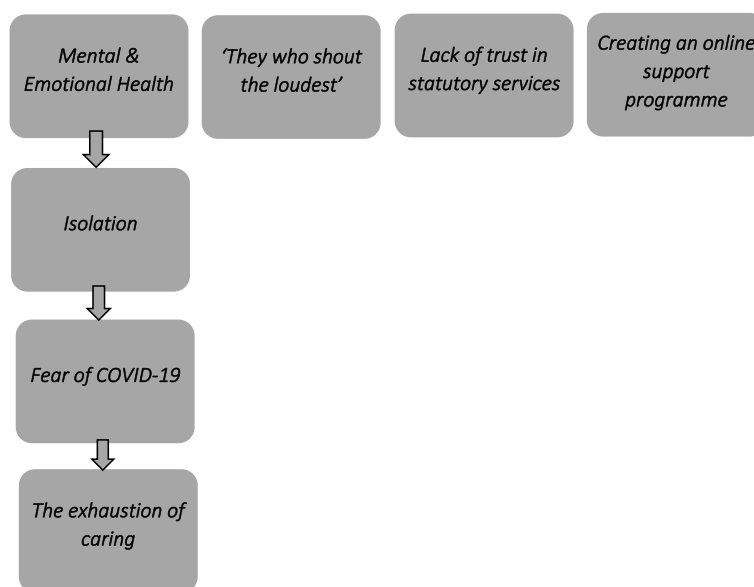 Mental &
Emotional Health
‘They who shout
the loudest’
Lack of trust in
statutory services
Creating an online
support
programme
Isolation
Fear of COVID-19
The exhaustion of
caring